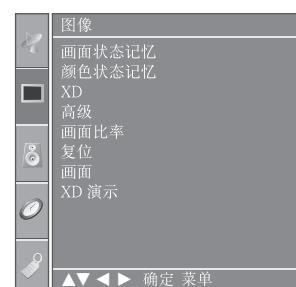 图像
画面状态记忆
颜色状态记忆
XD
高级
画面比率
复位
画面
XD 演示
▲▼◀▶ 确定 菜单